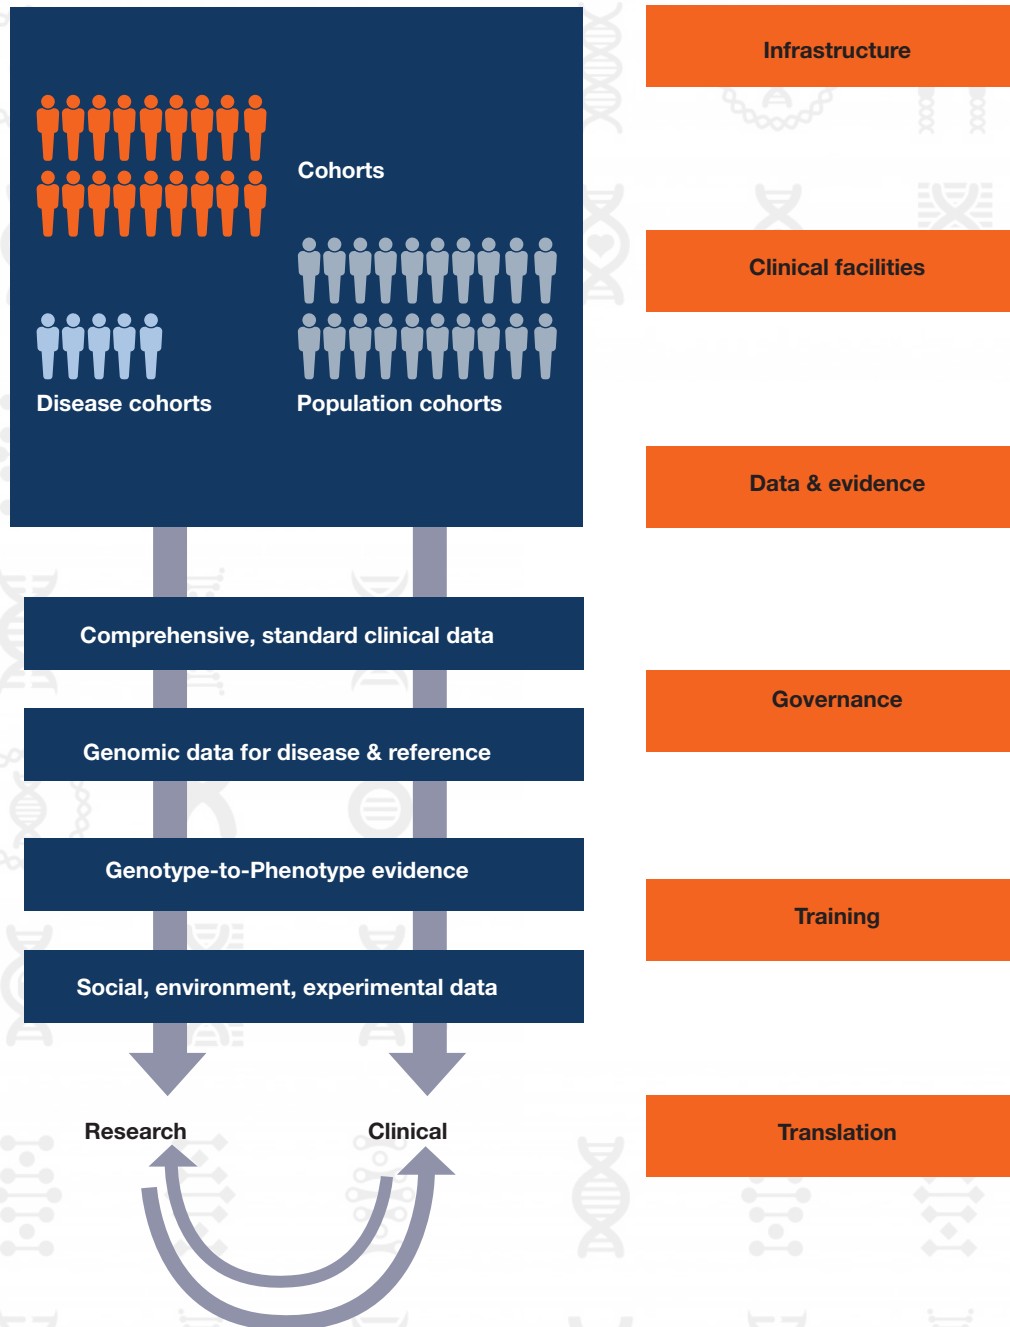 Cohorts
Disease cohorts
Population cohorts
Comprehensive, standard clinical data
Genomic data for disease & reference
Genotype-to-Phenotype evidence
Social, environment, experimental data
Research
Clinical
Infrastructure
Clinical facilities
Data & evidence
Governance
Training
Translation